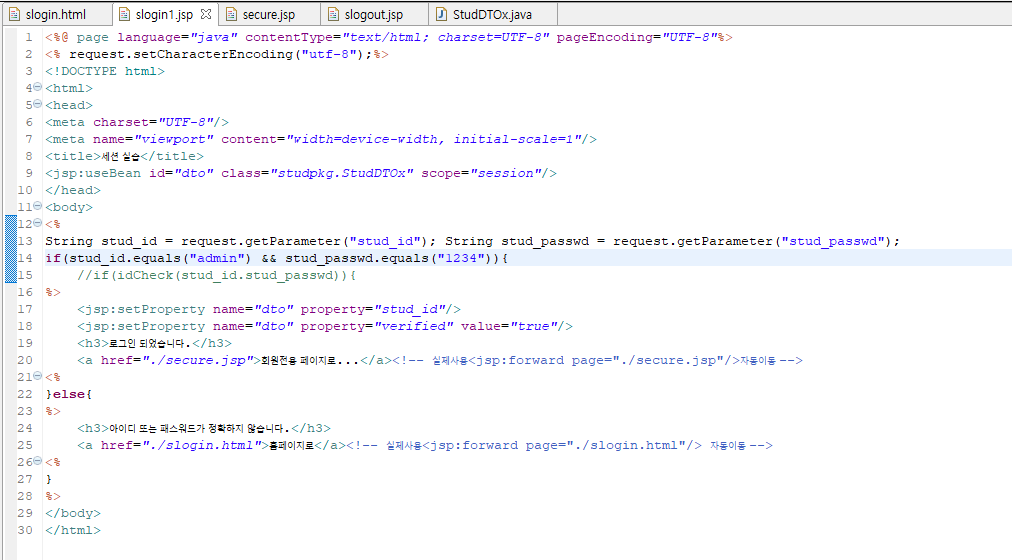 slogin.html slogin1.jsp secure.jsp slogout.jsp StudDTOx.java
1 <%@ page language="java" contentType="text/html; charset=UTF-8" pageEncoding="UTF-8"%>
2 <% request.setCharacterEncoding("utf-8");%>
3 <!DOCTYPE html>
4 <html>
5 <head>
6 <meta charset="UTF-8"/>
7 <meta name="viewport" content="width=device-width, initial-scale=1"/>
8 <title>세션 실습</title>
9 <jsp:useBean id="dto" class="studpkg.StudDTOx" scope="session"/>
10 </head>
11 <body>
12 <%
13 String stud_id = request.getParameter("stud_id"); String stud_passwd = request.getParameter("stud_passwd");
14 if(stud_id.equals("admin") && stud_passwd.equals("1234")){
15     //if(idCheck(stud_id.stud_passwd)){
16 %>
17     <jsp:setProperty name="dto" property="stud_id"/>
18     <jsp:setProperty name="dto" property="verified" value="true"/>
19     <h3>로그인 되었습니다.</h3>
20     <a href="./secure.jsp">회원전용 페이지로...</a><!-- 실제사용<jsp:forward page="./secure.jsp"/>자동이동 -->
21 <%
22 }else{
23 %>
24     <h3>아이디 또는 패스워드가 정확하지 않습니다.</h3>
25     <a href="./slogin.html">홈페이지로</a><!-- 실제사용<jsp:forward page="./slogin.html"/> 자동이동 -->
26 <%
27 }
28 %>
29 </body>
30 </html>